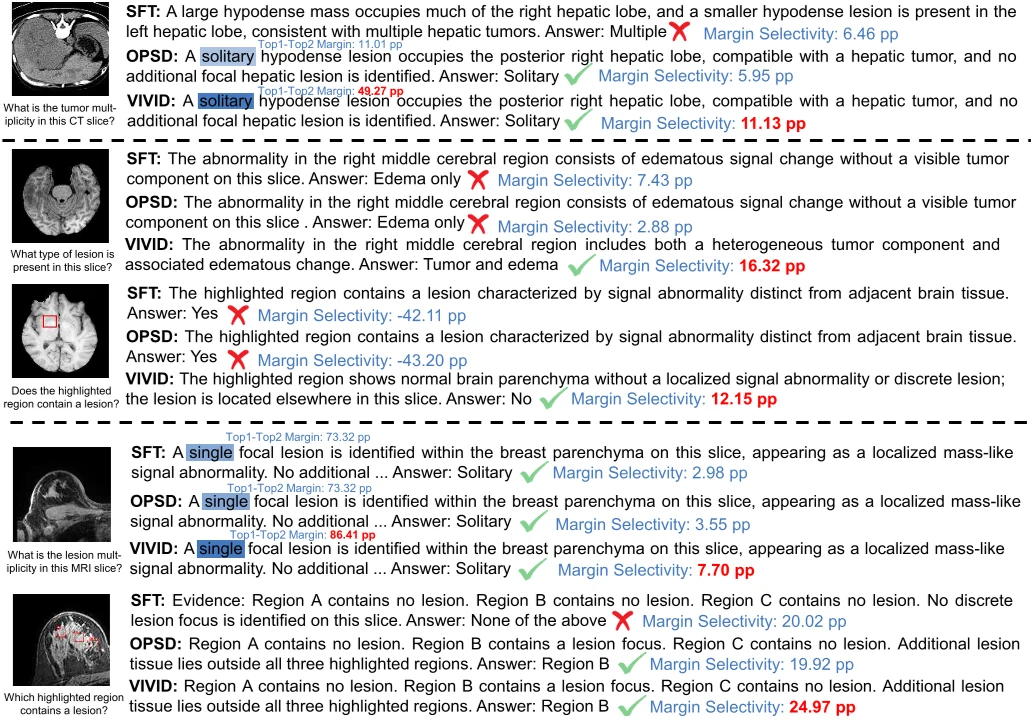 SFT: A large hypodense mass occupies much of the right hepatic lobe, and a smaller hypodense lesion is present in the
left hepatic lobe, consistent with multiple hepatic tumors. Answer: Multiple Margin Selectivity: 6.46 pp
Top1-Top2 Margin: 11.01 pp
OPSD: A solitary hypodense lesion occupies the posterior right hepatic lobe, compatible with a hepatic tumor, and no
additional focal hepatic lesion is identified. Answer: Solitary Margin Selectivity: 5.95 pp
Top1-Top2 Margin: 49.27 pp
VIVID: A solitary hypodense lesion occupies the posterior right hepatic lobe, compatible with a hepatic tumor, and no
additional focal hepatic lesion is identified. Answer: Solitary Margin Selectivity: 11.13 pp
What is the tumor mult-
iplicity in this CT slice?
SFT: The abnormality in the right middle cerebral region consists of edematous signal change without a visible tumor
component on this slice. Answer: Edema only Margin Selectivity: 7.43 pp
OPSD: The abnormality in the right middle cerebral region consists of edematous signal change without a visible tumor
component on this slice . Answer: Edema only Margin Selectivity: 2.88 pp
VIVID: The abnormality in the right middle cerebral region includes both a heterogeneous tumor component and
associated edematous change. Answer: Tumor and edema Margin Selectivity: 16.32 pp
What type of lesion is
present in this slice?
SFT: The highlighted region contains a lesion characterized by signal abnormality distinct from adjacent brain tissue.
Answer: Yes Margin Selectivity: -42.11 pp
OPSD: The highlighted region contains a lesion characterized by signal abnormality distinct from adjacent brain tissue.
Answer: Yes Margin Selectivity: -43.20 pp
VIVID: The highlighted region shows normal brain parenchyma without a localized signal abnormality or discrete lesion;
the lesion is located elsewhere in this slice. Answer: No Margin Selectivity: 12.15 pp
Does the highlighted
region contain a lesion?
Top1-Top2 Margin: 73.32 pp
SFT: A single focal lesion is identified within the breast parenchyma on this slice, appearing as a localized mass-like
signal abnormality. No additional ... Answer: Solitary Margin Selectivity: 2.98 pp
Top1-Top2 Margin: 73.32 pp
OPSD: A single focal lesion is identified within the breast parenchyma on this slice, appearing as a localized mass-like
signal abnormality. No additional ... Answer: Solitary Margin Selectivity: 3.55 pp
Top1-Top2 Margin: 86.41 pp
VIVID: A single focal lesion is identified within the breast parenchyma on this slice, appearing as a localized mass-like
signal abnormality. No additional ... Answer: Solitary Margin Selectivity: 7.70 pp
What is the lesion mult-
iplicity in this MRI slice?
SFT: Evidence: Region A contains no lesion. Region B contains no lesion. Region C contains no lesion. No discrete
lesion focus is identified on this slice. Answer: None of the above Margin Selectivity: 20.02 pp
OPSD: Region A contains no lesion. Region B contains a lesion focus. Region C contains no lesion. Additional lesion
tissue lies outside all three highlighted regions. Answer: Region B Margin Selectivity: 19.92 pp
VIVID: Region A contains no lesion. Region B contains a lesion focus. Region C contains no lesion. Additional lesion
tissue lies outside all three highlighted regions. Answer: Region B Margin Selectivity: 24.97 pp
Which highlighted region
contains a lesion?